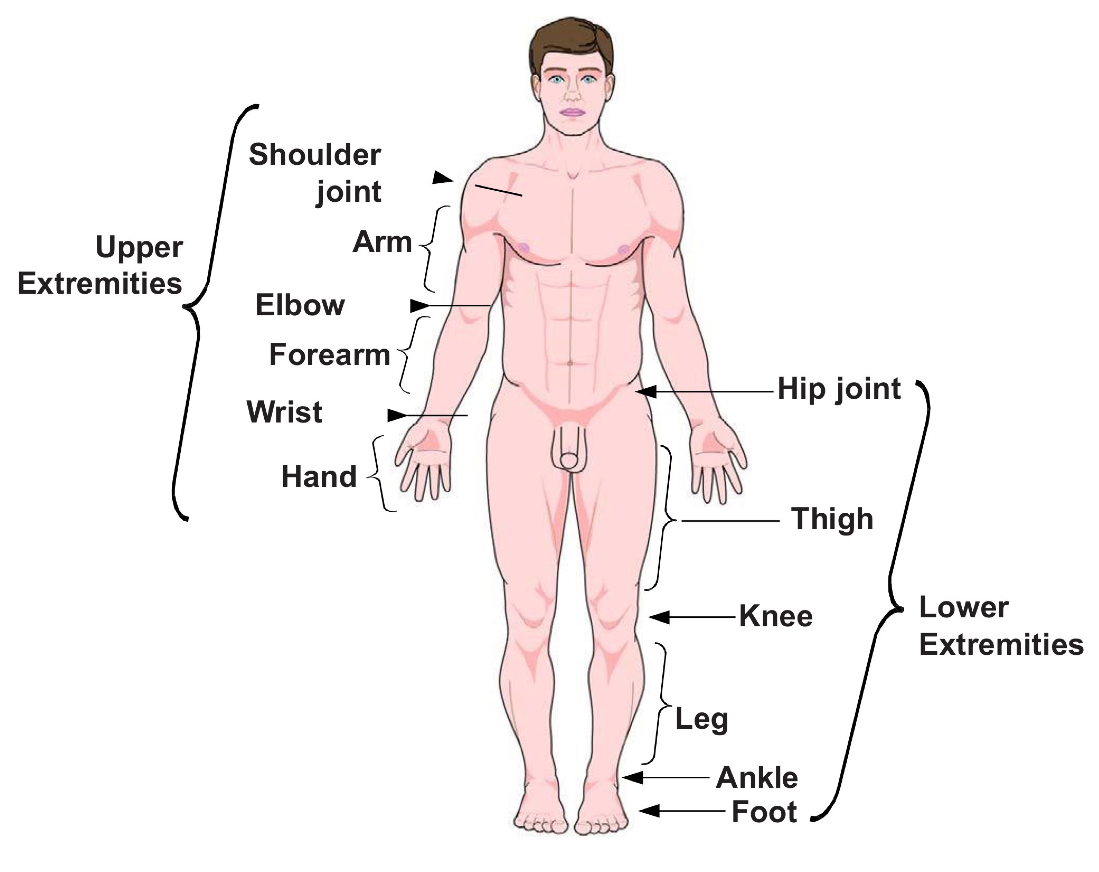 Shoulder
joint
Arm
Upper
Extremities
Elbow
Forearm
Wrist
Hand
Hip joint
Thigh
Knee
Lower
Extremities
Leg
Ankle
Foot